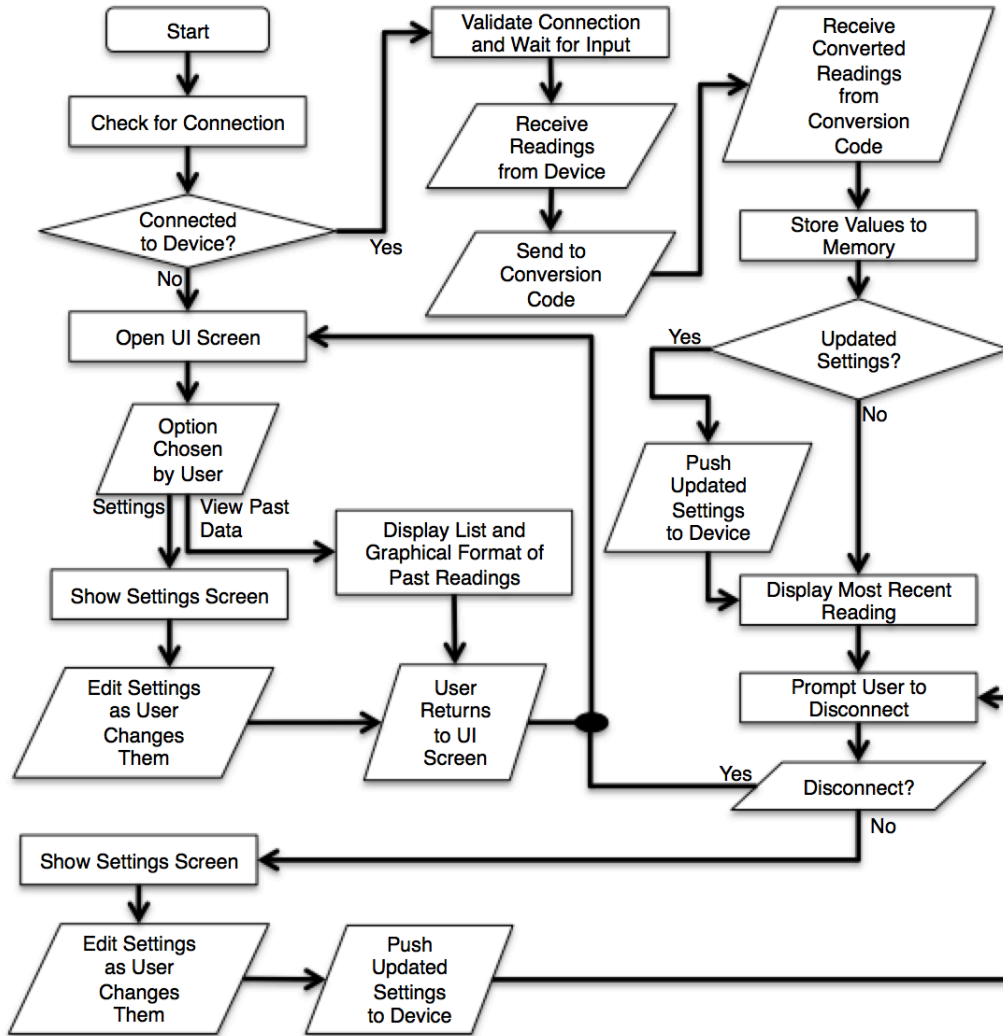 Start
Check for Connection
Connected
to Device?
Yes
No
Validate Connection
and Wait for Input
Receive
Readings
from Device
Send to
Conversion
Code
Receive
Converted
Readings
from
Conversion
Code
Store Values to
Memory
Updated
Settings?
Yes
No
Push
Updated
Settings
to Device
Display Most Recent
Reading
Prompt User to
Disconnect
Disconnect?
Yes
No
Open UI Screen
Option
Chosen
by User
Settings
View Past
Data
Display List and
Graphical Format of
Past Readings
Show Settings Screen
Edit Settings
as User
Changes
Them
User
Returns
to UI
Screen
Show Settings Screen
Edit Settings
as User
Changes
Them
Push
Updated
Settings
to Device